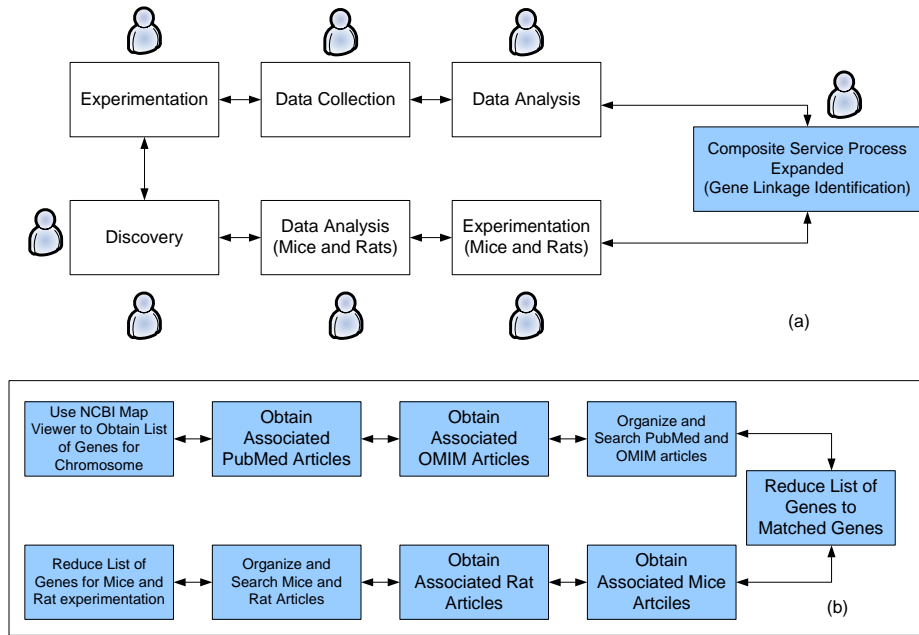 Experimentation
Data Collection
Data Analysis
Composite Service Process
Expanded
(Gene Linkage Identification)
Discovery
Data Analysis
(Mice and Rats)
Experimentation
(Mice and Rats)
(a)
Use NCBI Map
Viewer to Obtain List
of Genes for
Chromosome
Obtain
Associated
PubMed Articles
Obtain
Associated
OMIM Articles
Organize and
Search PubMed and
OMIM articles
Reduce List of
Genes to
Matched Genes
Reduce List of
Genes for Mice and
Rat experimentation
Organize and
Search Mice and
Rat Articles
Obtain
Associated Rat
Articles
Obtain
Associated Mice
Artciles
(b)